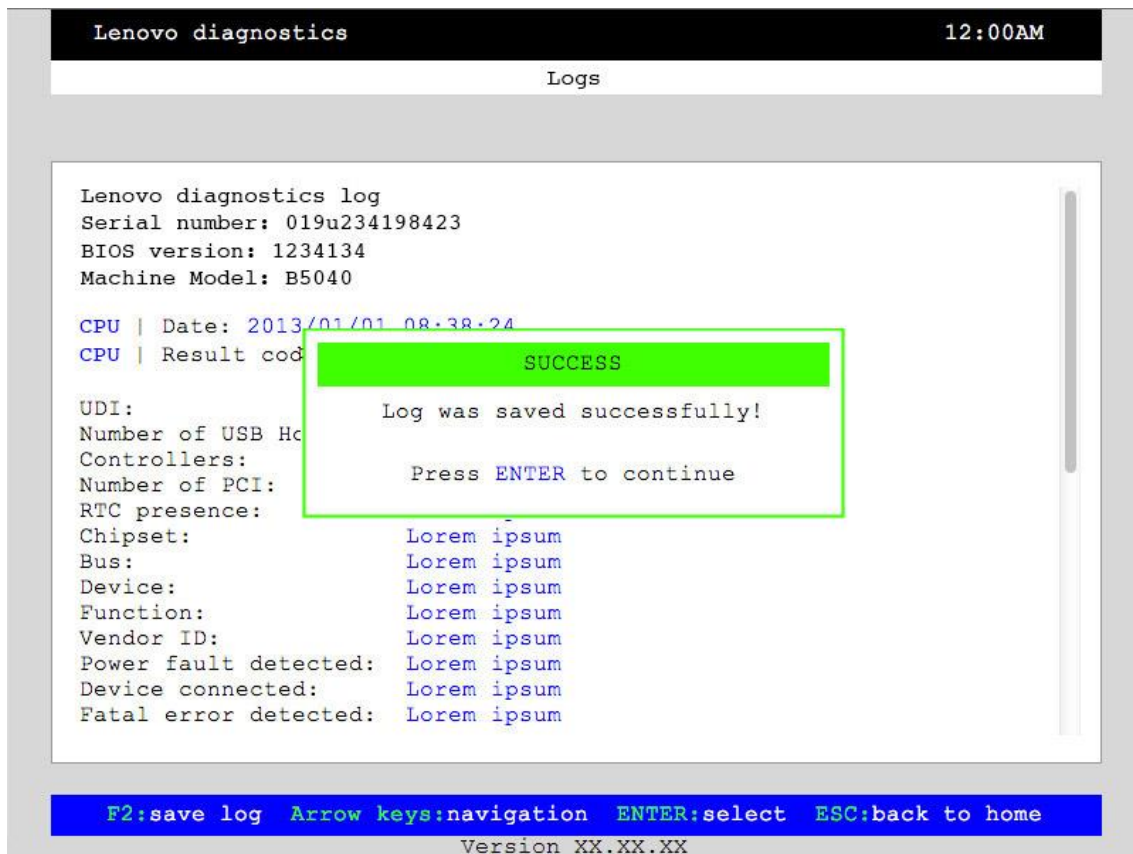 Lenovo diagnostics 12:00AM
Logs
Lenovo diagnostics log
Serial number: 019u234198423
BIOS version: 1234134
Machine Model: B5040
CPU | Date: 2013/01/01 08:38:24
CPU | Result cod
SUCCESS
Log was saved successfully!
Press ENTER to continue
UDI:
Number of USB Ho
Controllers:
Number of PCI:
RTC presence:
Chipset: Lorem ipsum
Bus: Lorem ipsum
Device: Lorem ipsum
Function: Lorem ipsum
Vendor ID: Lorem ipsum
Power fault detected: Lorem ipsum
Device connected: Lorem ipsum
Fatal error detected: Lorem ipsum
F2:save log Arrow keys:navigation ENTER:select ESC:back to home
Version XX.XX.XX